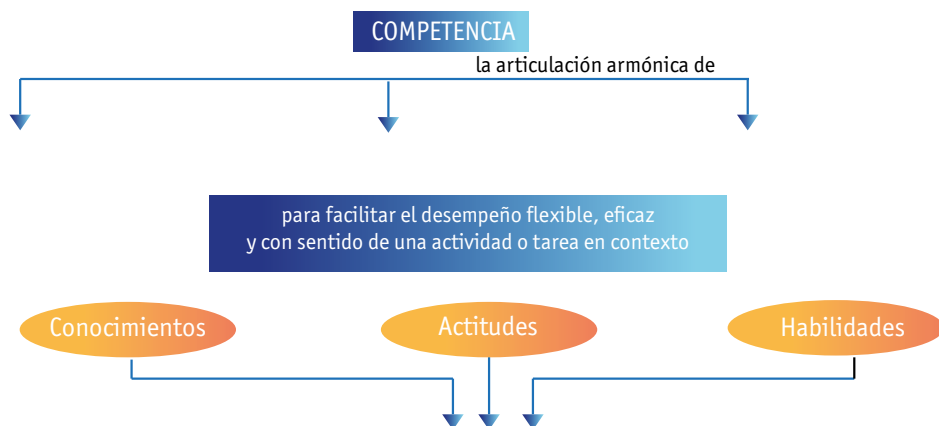 COMPETENCIA
la articulación armónica de
para facilitar el desempeño flexible, eficaz
y con sentido de una actividad o tarea en contexto
Conocimientos
Actitudes
Habilidades